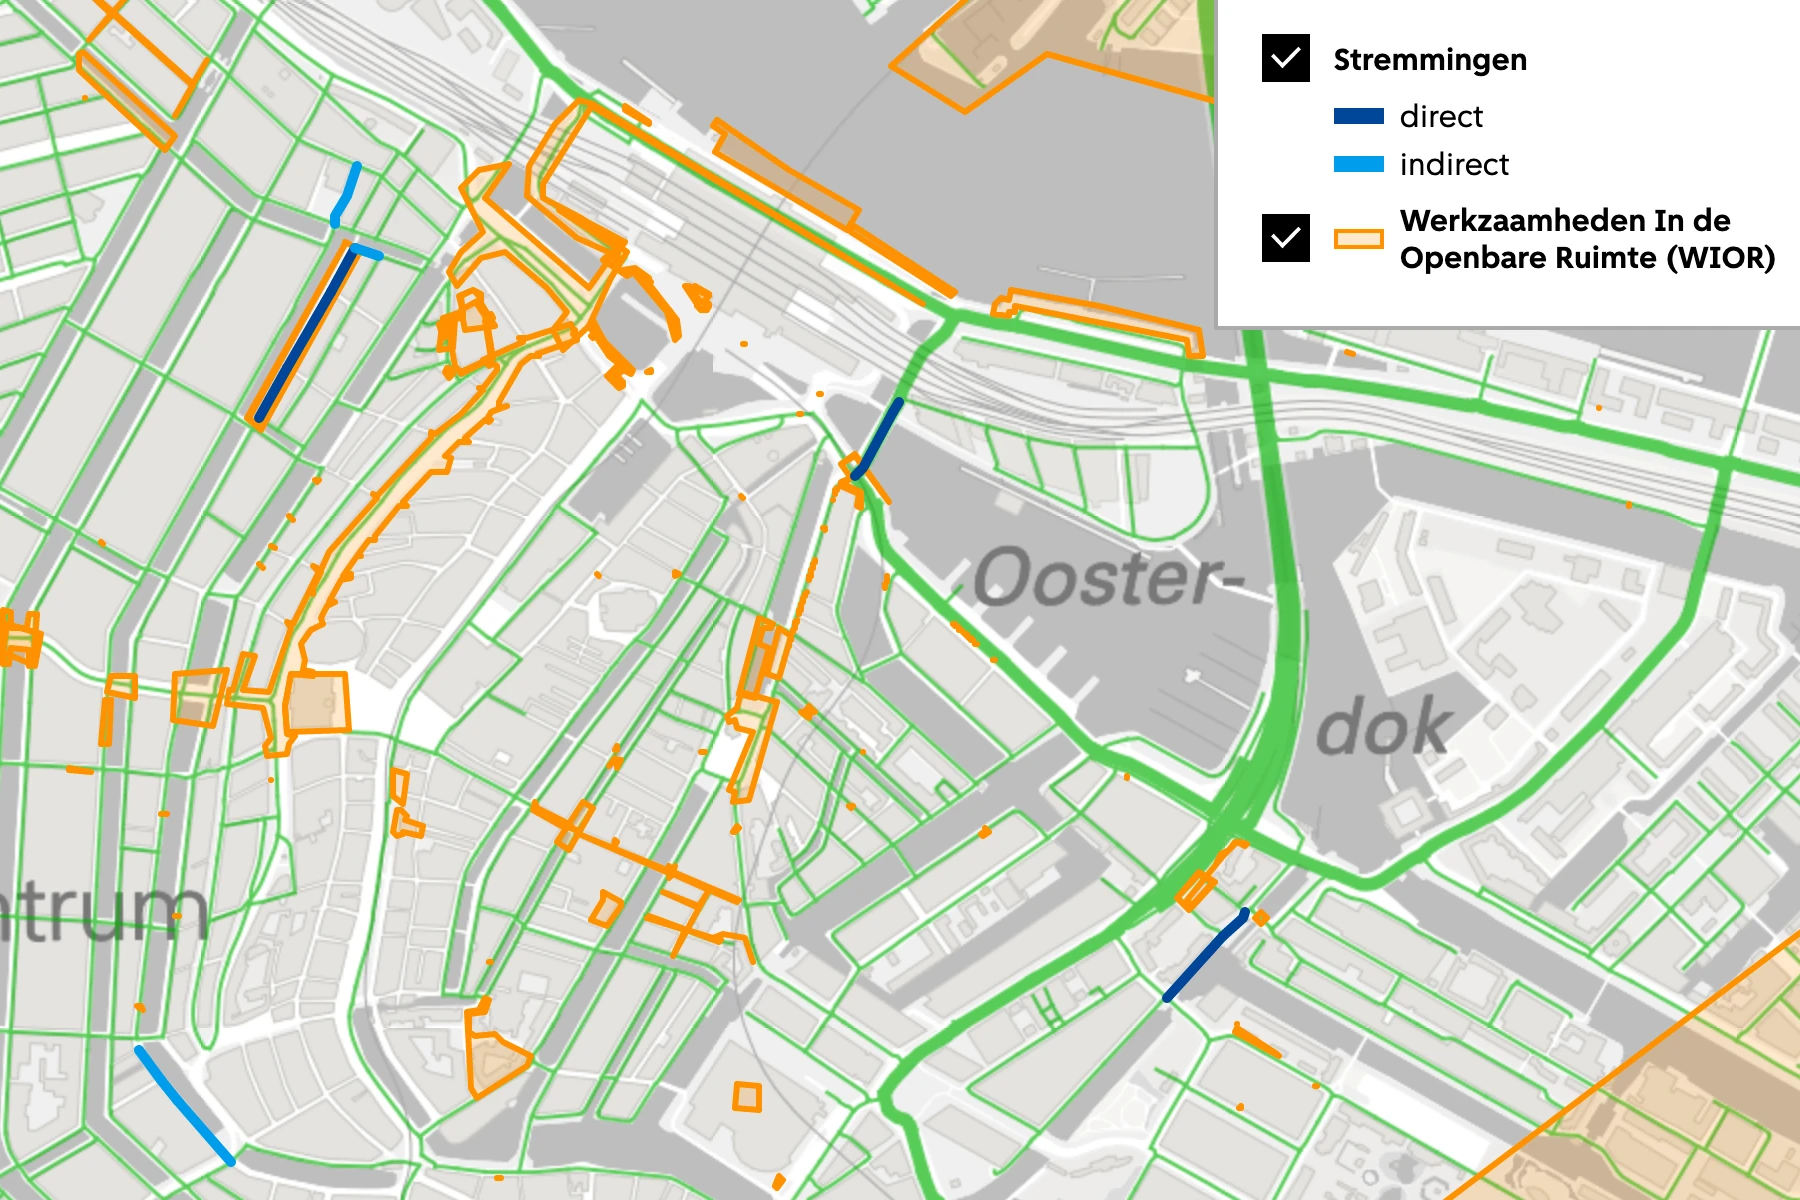 Stremmingen
direct
indirect
Werkzaamheden In de
Openbare Ruimte (WIOR)
Ooster-
dok
ntrum